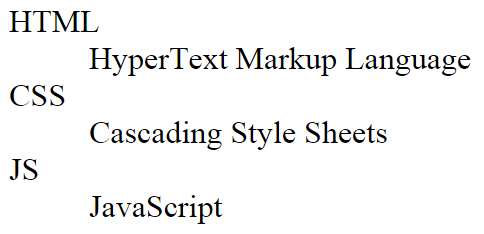 HTML
HyperText Markup Language
CSS
Cascading Style Sheets
JS
JavaScript